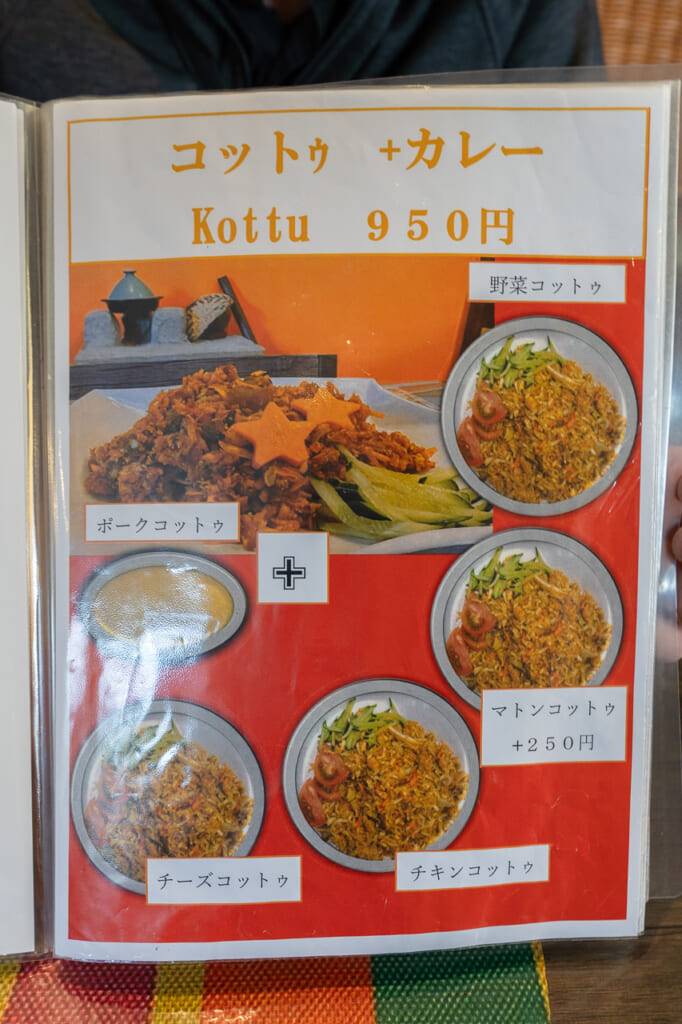 コットゥ +カレー
Kottu 950円
野菜コットゥ
ポークコットゥ
マトンコットゥ
+250円
チキンコットゥ
チーズコットゥ